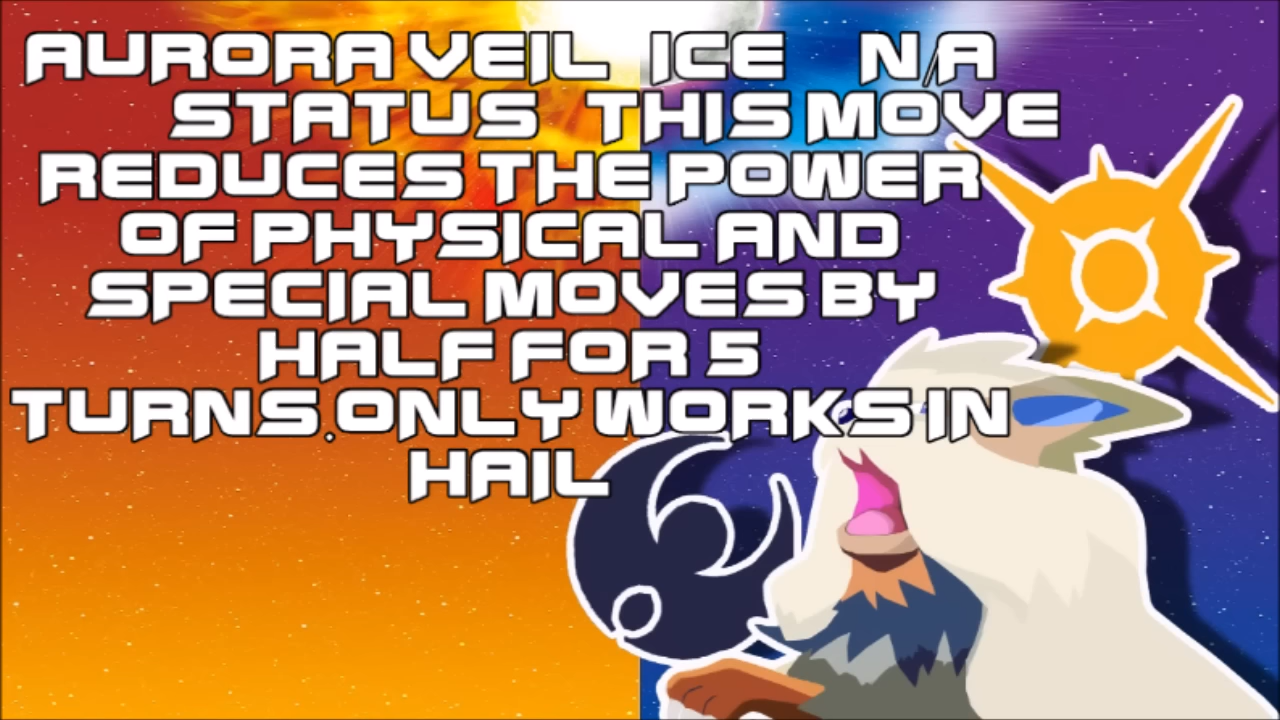 AURORA VEIL ICE N/A
STATUS THIS MOVE
REDUCES THE POWER
OF PHYSICAL AND
SPECIAL MOVES BY
HALF FOR 5
TURNS.ONLY WORKS IN
HAIL